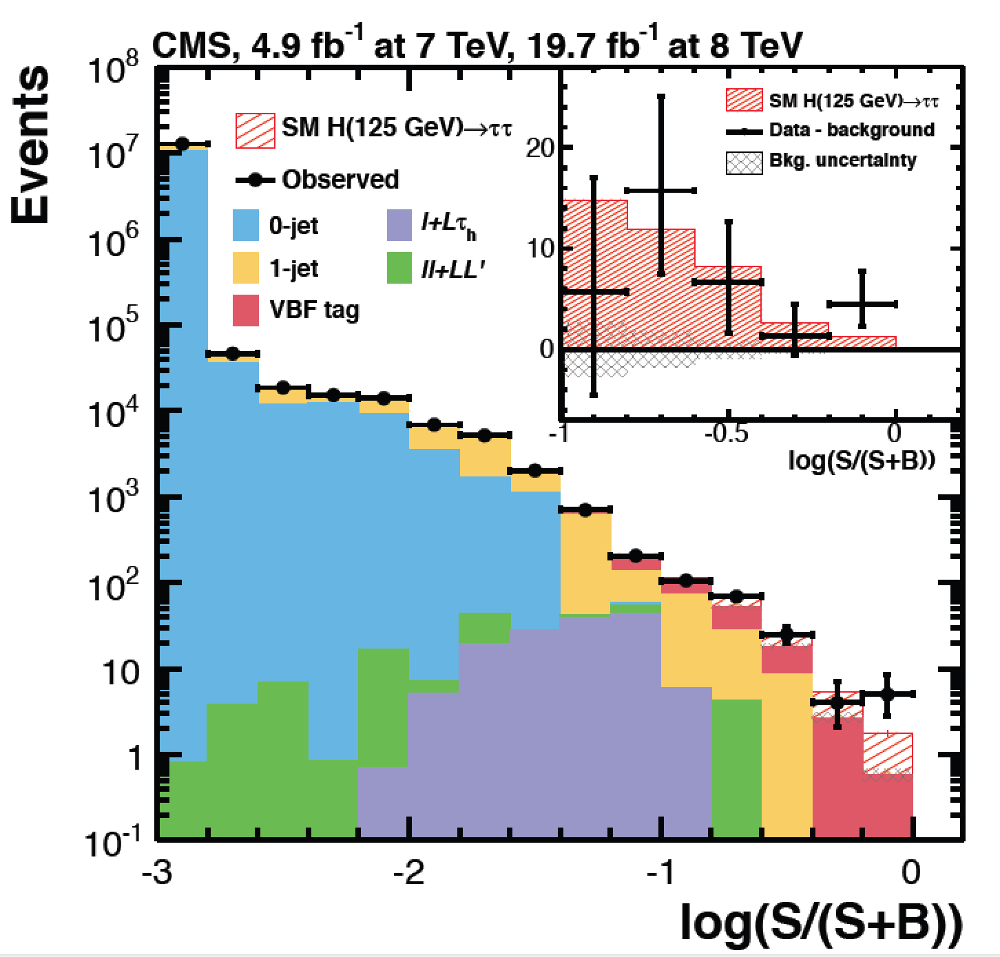 CMS, 4.9 fb⁻¹ at 7 TeV, 19.7 fb⁻¹ at 8 TeV
Events
10⁸
10⁷
10⁶
10⁵
10⁴
10³
10²
10
1
10⁻¹
SM H(125 GeV)→ττ
Observed
0-jet
l+Lτₕ
1-jet
ll+LL'
VBF tag
SM H(125 GeV)→ττ
Data - background
Bkg. uncertainty
20
10
0
-1 -0.5 0
log(S/(S+B))
-3 -2 -1 0
log(S/(S+B))